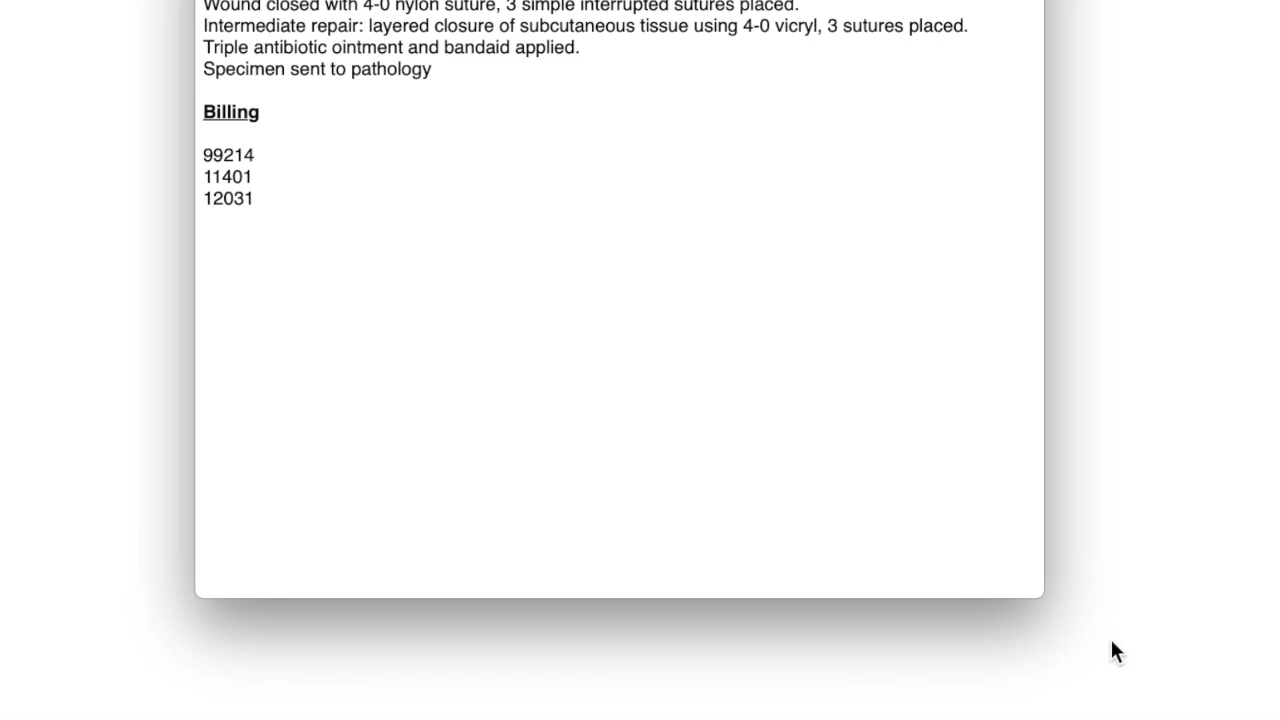 Wound closed with 4-0 nylon suture, 3 simple interrupted sutures placed.
Intermediate repair: layered closure of subcutaneous tissue using 4-0 vicryl, 3 sutures placed.
Triple antibiotic ointment and bandaid applied.
Specimen sent to pathology
Billing
99214
11401
12031